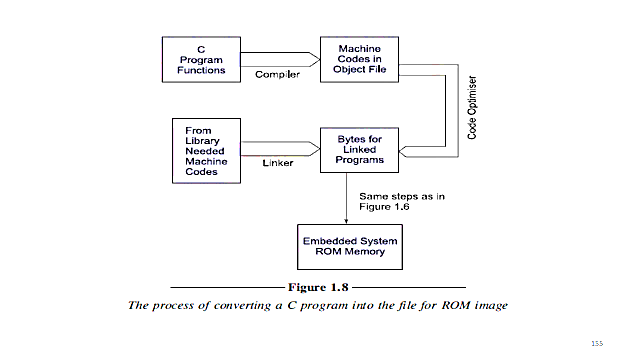 C
Program
Functions
Compiler
Machine
Codes in
Object File
Code Optimiser
From
Library
Needed
Machine
Codes
Linker
Bytes for
Linked
Programs
Same steps as in
Figure 1.6
Embedded System
ROM Memory
Figure 1.8
The process of converting a C program into the file for ROM image
155